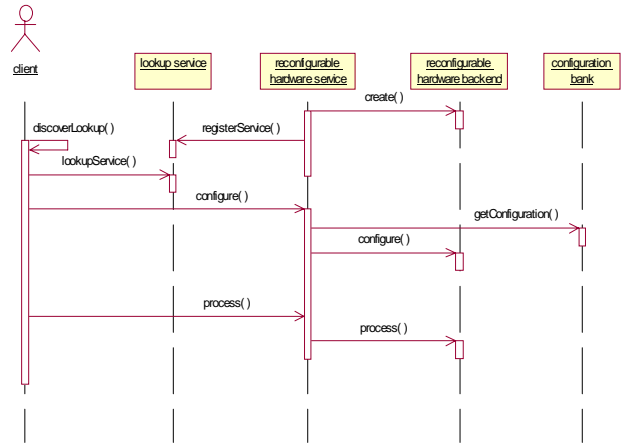 client
lookup service
reconfigurable
hardware service
reconfigurable
hardware backend
configuration
bank
create( )
discoverLookup( )
registerService( )
lookupService( )
configure( )
getConfiguration( )
configure( )
process( )
process( )